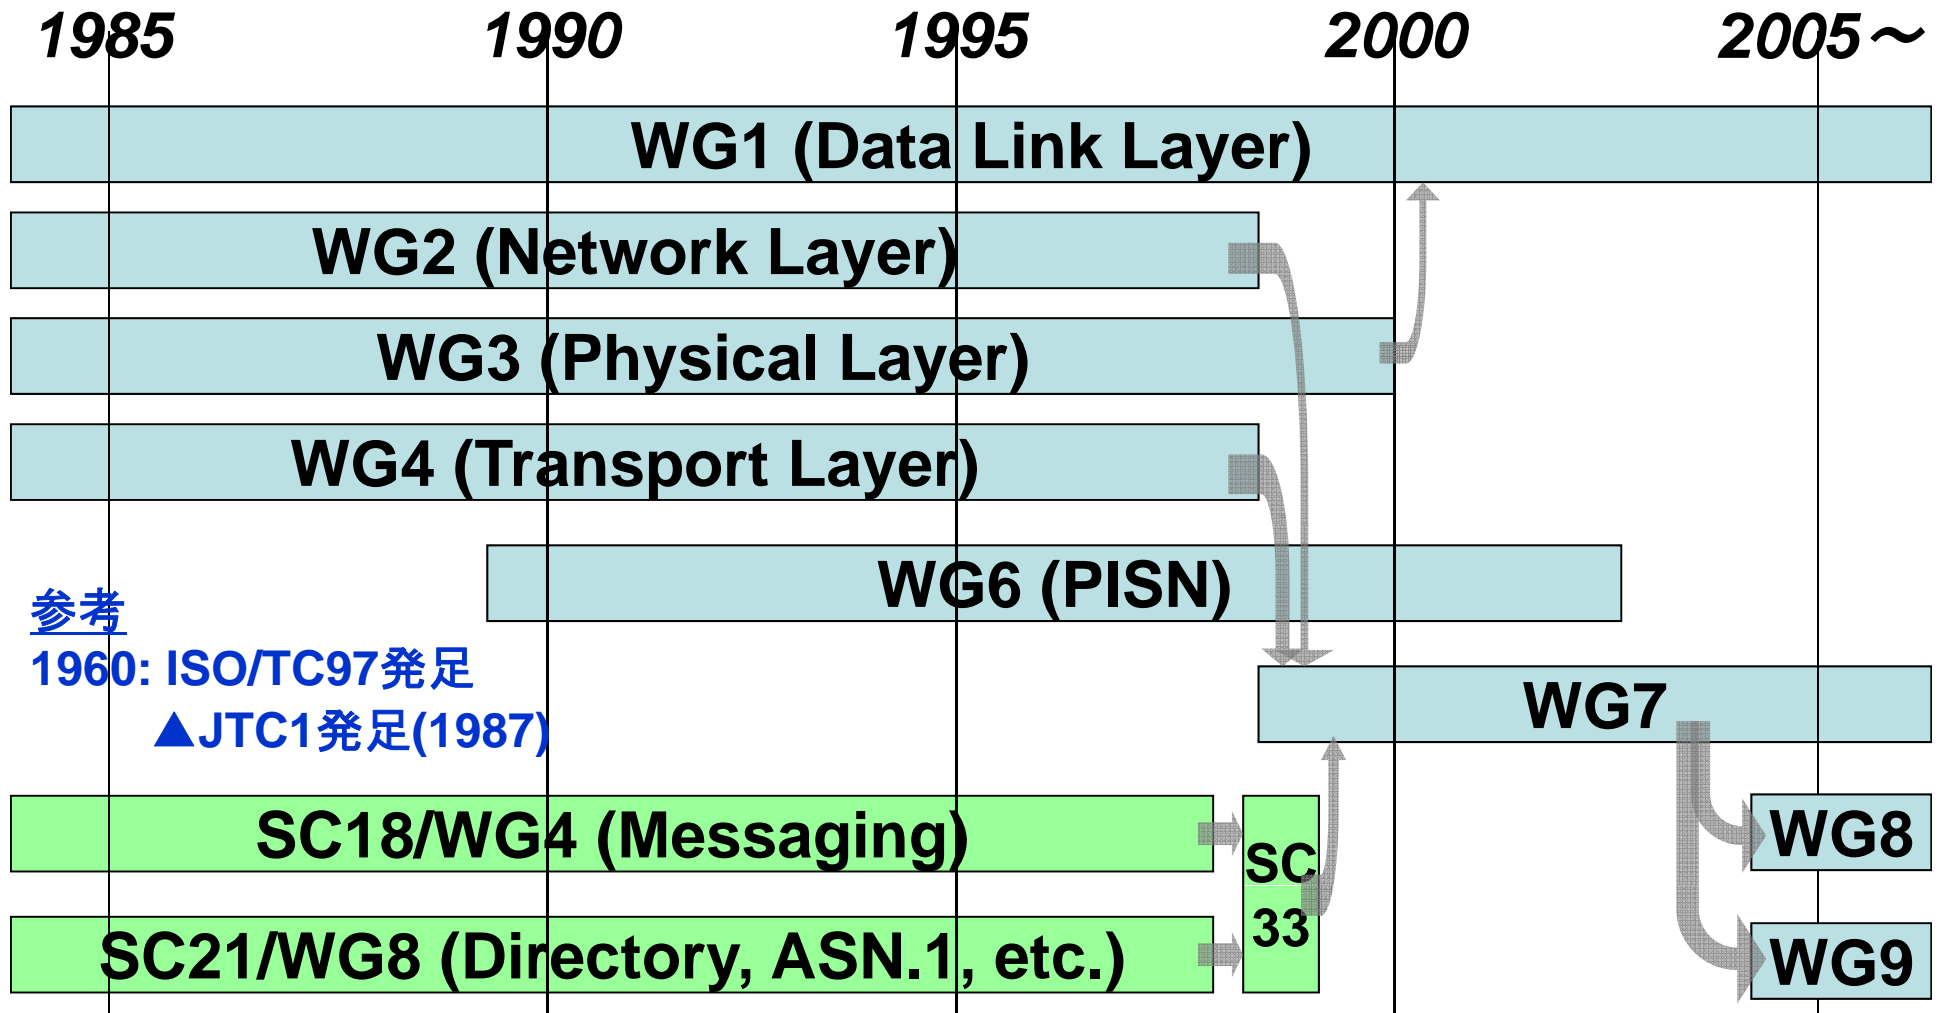 1985 1990 1995 2000 2005～
WG1 (Data Link Layer)
WG2 (Network Layer)
WG3 (Physical Layer)
WG4 (Transport Layer)
WG6 (PISN)
参考
1960: ISO/TC97発足
▲JTC1発足(1987)
WG7
SC18/WG4 (Messaging)
SC
33
WG8
SC21/WG8 (Directory, ASN.1, etc.)
WG9